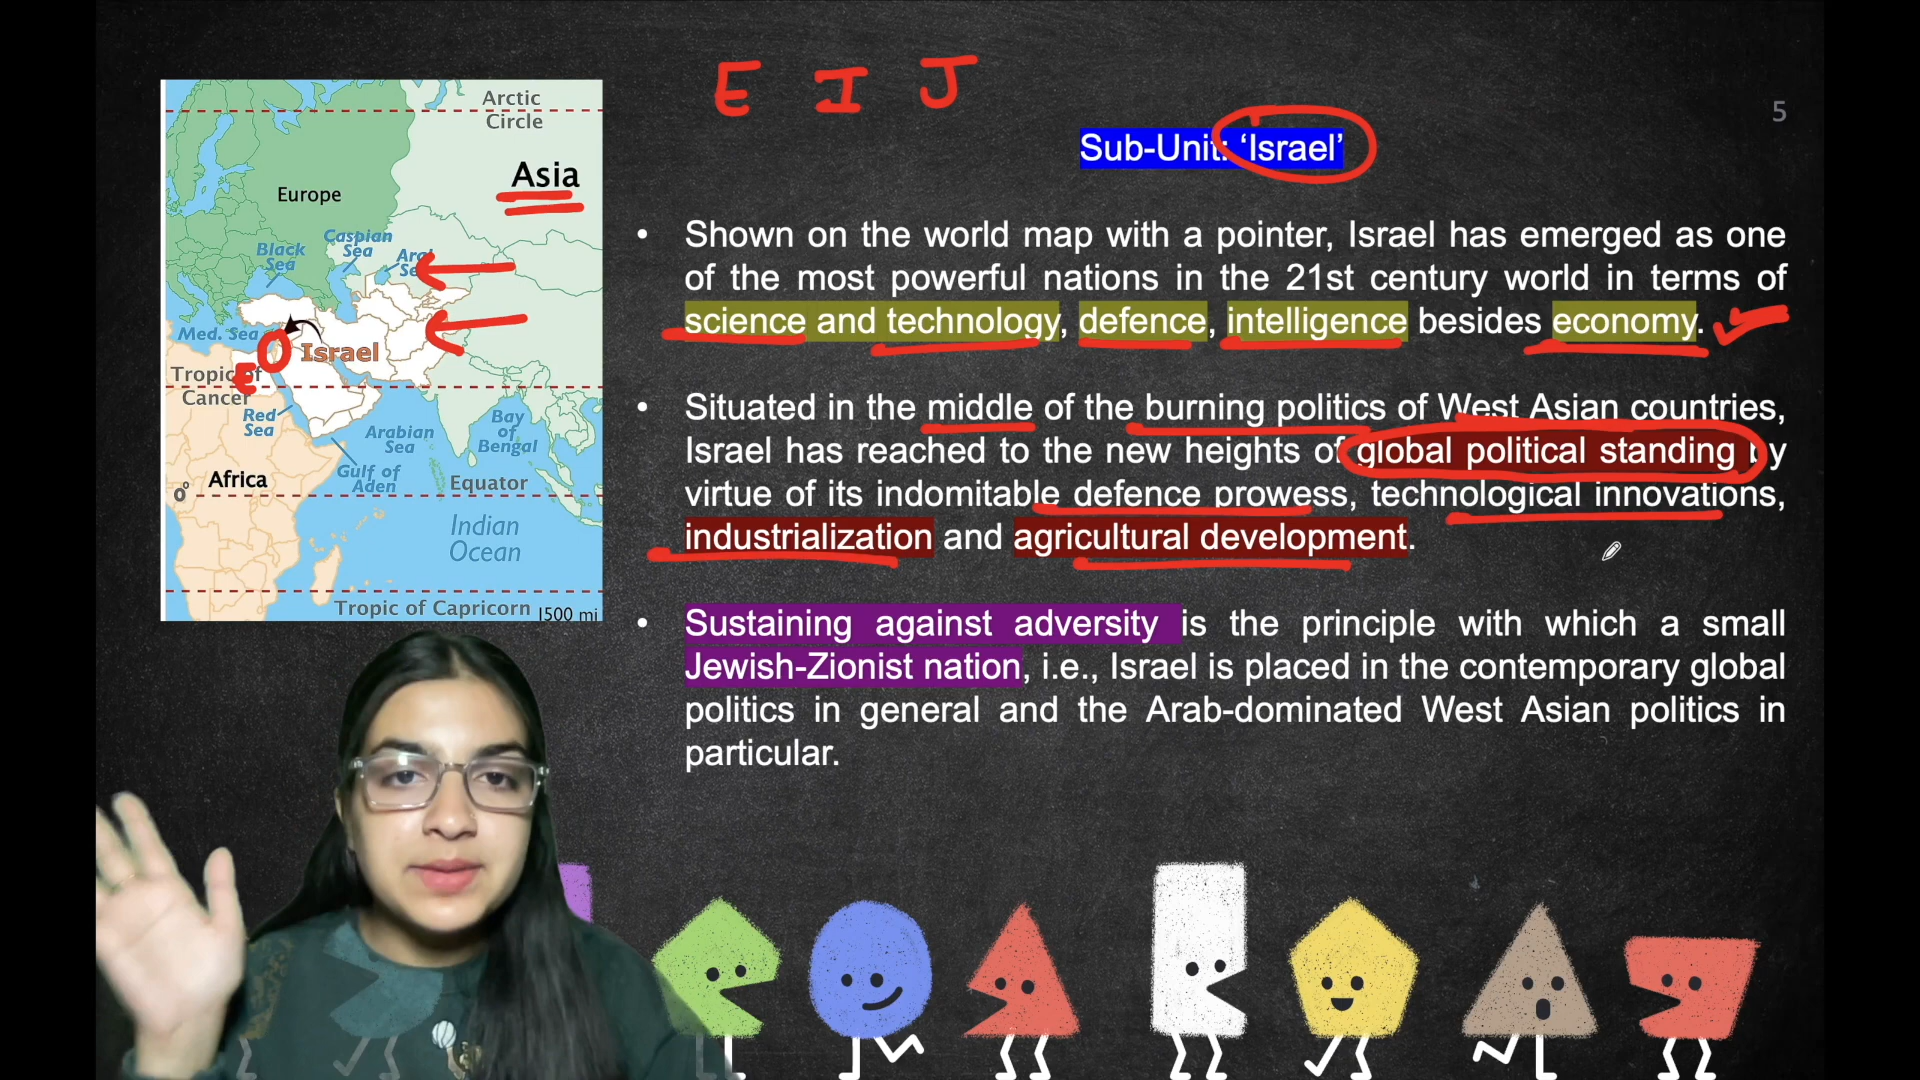 E I J
5
Sub-Unit: ‘Israel’
• Shown on the world map with a pointer, Israel has emerged as one
of the most powerful nations in the 21st century world in terms of
science and technology, defence, intelligence besides economy.
• Situated in the middle of the burning politics of West Asian countries,
Israel has reached to the new heights of global political standing by
virtue of its indomitable defence prowess, technological innovations,
industrialization and agricultural development.
• Sustaining against adversity is the principle with which a small
Jewish-Zionist nation, i.e., Israel is placed in the contemporary global
politics in general and the Arab-dominated West Asian politics in
particular.
Arctic
Circle
Asia
Europe
Caspian
Sea
Black
Sea
Aral
Sea
Med. Sea
Israel
E
Tropic of
Cancer
Red
Sea
Arabian
Sea
Bay
of
Bengal
Gulf of
Aden
Africa
Equator
0°
Indian
Ocean
Tropic of Capricorn
1500 mi